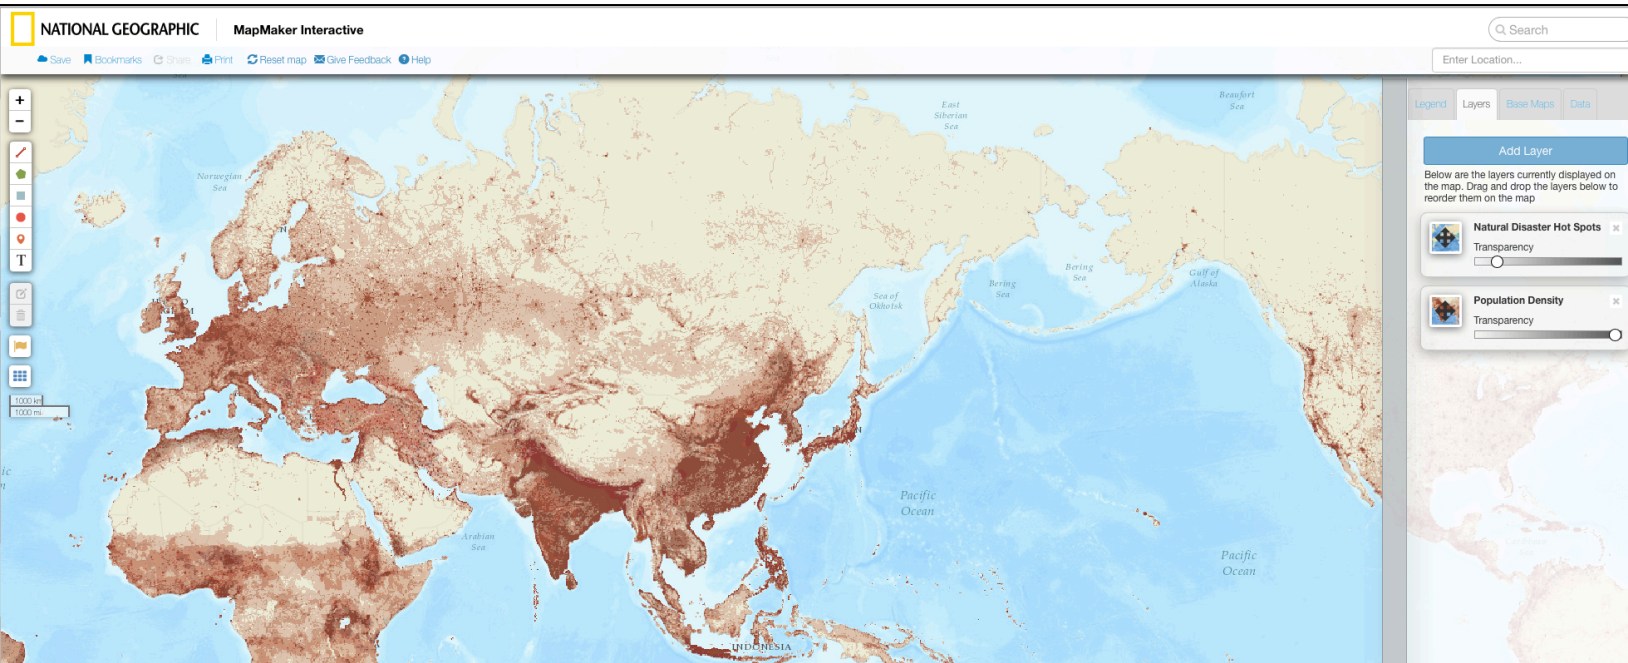 NATIONAL GEOGRAPHIC
MapMaker Interactive
Search
Save
Bookmarks
Share
Print
Reset map
Give Feedback
Help
Enter Location...
+
−
T
1000 km
1000 mi
Norwegian
Sea
East
Siberian
Sea
Beaufort
Sea
Sea of
Okhotsk
Bering
Sea
Bering
Sea
Gulf of
Alaska
Arabian
Sea
Pacific
Ocean
Pacific
Ocean
INDONESIA
Legend
Layers
Base Maps
Data
Add Layer
Below are the layers currently displayed on
the map. Drag and drop the layers below to
reorder them on the map
Natural Disaster Hot Spots
Transparency
Population Density
Transparency